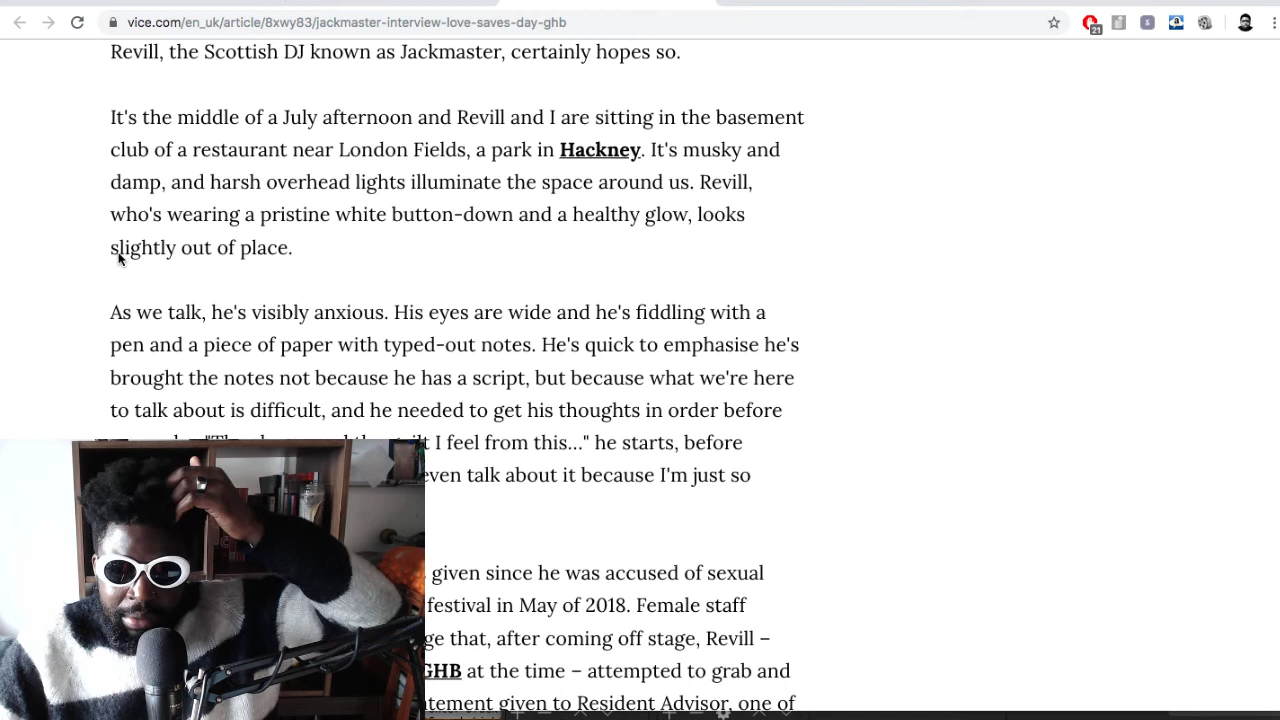 vice.com/en_uk/article/8xwy83/jackmaster-interview-love-saves-day-ghb
21
Revill, the Scottish DJ known as Jackmaster, certainly hopes so.
It's the middle of a July afternoon and Revill and I are sitting in the basement
club of a restaurant near London Fields, a park in Hackney. It's musky and
damp, and harsh overhead lights illuminate the space around us. Revill,
who's wearing a pristine white button-down and a healthy glow, looks
slightly out of place.
As we talk, he's visibly anxious. His eyes are wide and he's fiddling with a
pen and a piece of paper with typed-out notes. He's quick to emphasise he's
brought the notes not because he has a script, but because what we're here
to talk about is difficult, and he needed to get his thoughts in order before
I feel from this…" he starts, before
even talk about it because I'm just so
given since he was accused of sexual
festival in May of 2018. Female staff
that, after coming off stage, Revill –
GHB at the time – attempted to grab and
given to Resident Advisor, one of